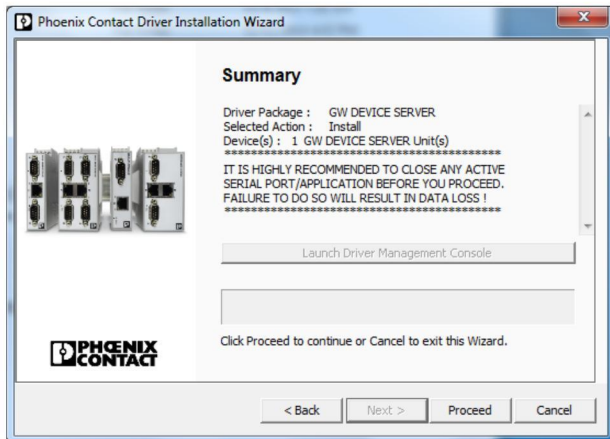 Phoenix Contact Driver Installation Wizard
Summary
Driver Package : GW DEVICE SERVER
Selected Action : Install
Device(s) : 1 GW DEVICE SERVER Unit(s)
******************************************
IT IS HIGHLY RECOMMENDED TO CLOSE ANY ACTIVE
SERIAL PORT/APPLICATION BEFORE YOU PROCEED.
FAILURE TO DO SO WILL RESULT IN DATA LOSS !
******************************************
Launch Driver Management Console
Click Proceed to continue or Cancel to exit this Wizard.
PHŒNIX
CONTACT
< Back Next > Proceed Cancel